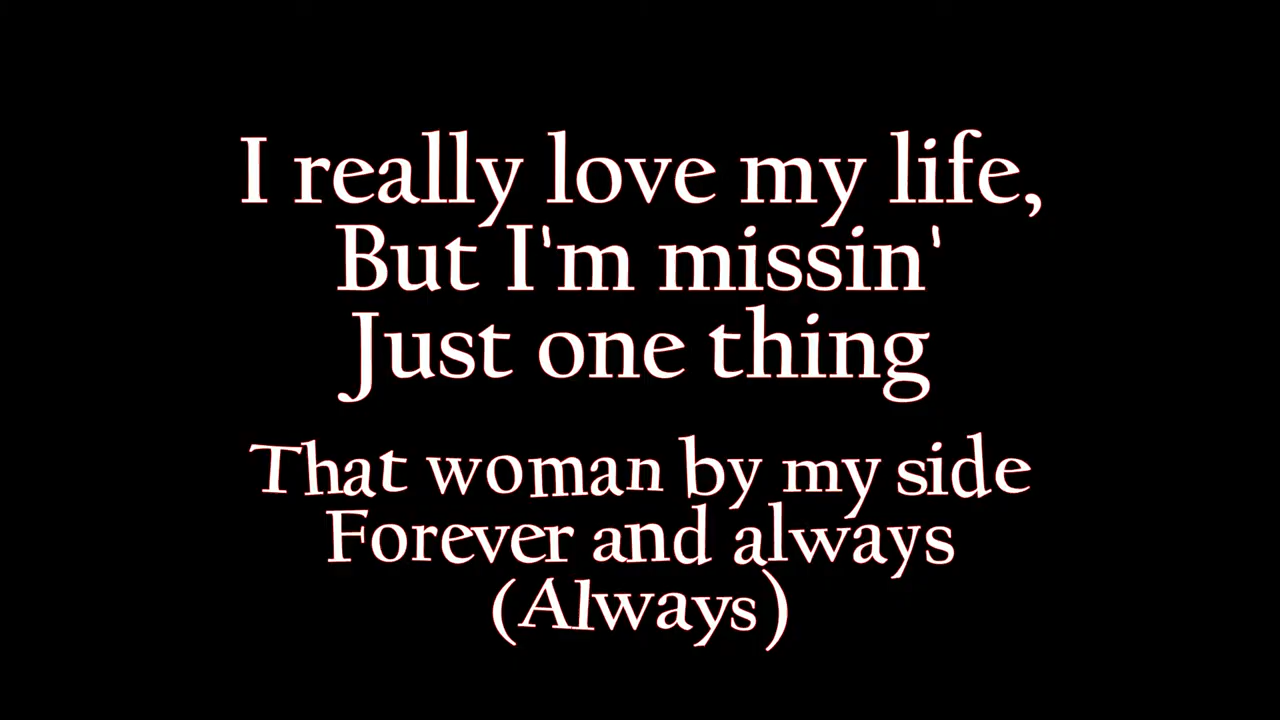 I really love my life,
But I'm missin'
Just one thing
That woman by my side
Forever and always
(Always)